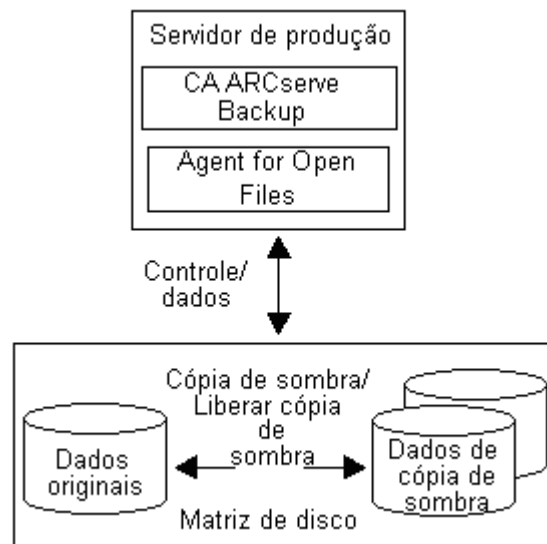 Servidor de produção
CA ARCserve
Backup
Agent for Open
Files
Controle/
dados
Cópia de sombra/
Liberar cópia
de
sombra
Dados
originais
Dados de
cópia de
sombra
Matriz de disco